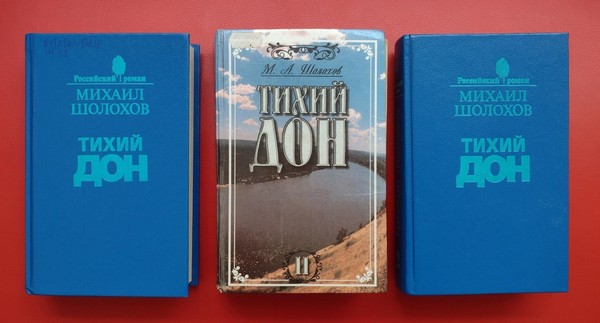 Российский роман
МИХАИЛ
ШОЛОХОВ
ТИХИЙ
ДОН
М. А. Шолохов
ТИХИЙ
ДОН
II
Российский роман
МИХАИЛ
ШОЛОХОВ
ТИХИЙ
ДОН